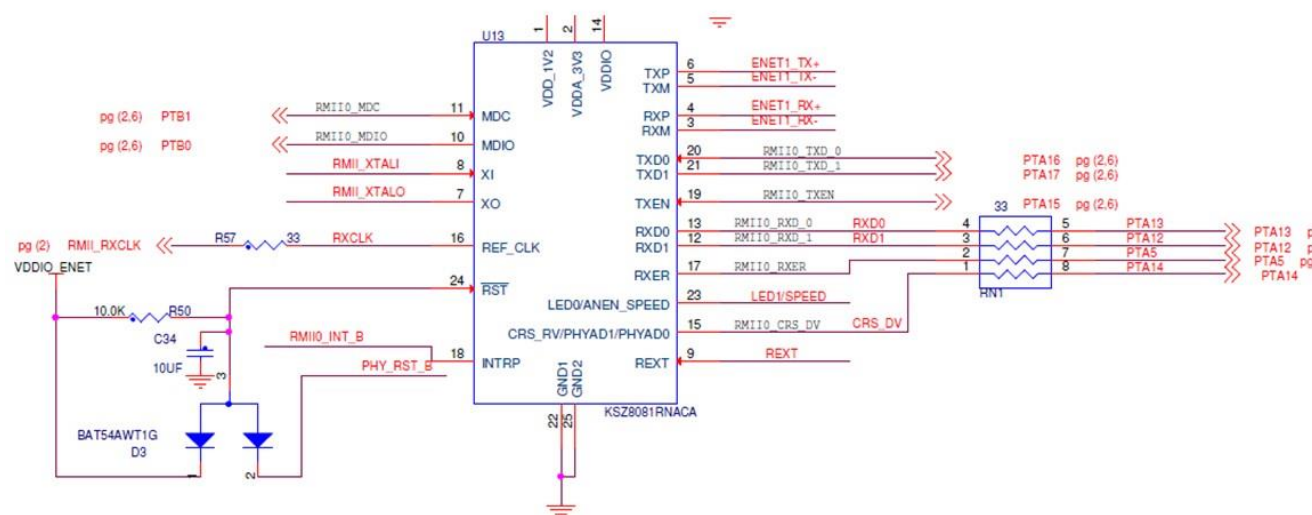 U13
1
2
14
VDD_1V2
VDDA_3V3
VDDIO
pg (2,6) PTB1
RMII0_MDC
11
MDC
pg (2,6) PTB0
RMII0_MDIO
10
MDIO
RMII_XTALI
8
XI
RMII_XTALO
7
XO
pg (2) RMII_RXCLK
R57
33
RXCLK
16
REF_CLK
VDDIO_ENET
24
RST
10.0K
R50
C34
10UF
RMII0_INT_B
18
INTRP
PHY_RST_B
3
BAT54AWT1G
D3
1
2
TXP
6
ENET1_TX+
TXM
5
ENET1_TX-
RXP
4
ENET1_RX+
RXM
3
ENET1_RX-
TXD0
20
RMII0_TXD_0
PTA16 pg (2,6)
TXD1
21
RMII0_TXD_1
PTA17 pg (2,6)
TXEN
19
RMII0_TXEN
PTA15 pg (2,6)
33
RXD0
13
RMII0_RXD_0
RXD0
4
5
PTA13
PTA13 p
RXD1
12
RMII0_RXD_1
RXD1
3
6
PTA12
PTA12 p
2
7
PTA5
PTA5 pg
RXER
17
RMII0_RXER
1
8
PTA14
PTA14
RN1
LED0/ANEN_SPEED
23
LED1/SPEED
CRS_RV/PHYAD1/PHYAD0
15
RMII0_CRS_DV
CRS_DV
REXT
9
REXT
GND1
GND2
KSZ8081RNACA
22
25